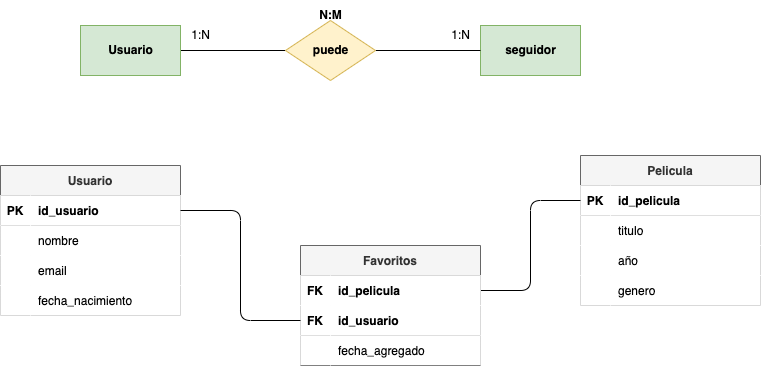 N:M
1:N
1:N
Usuario
puede
seguidor
Usuario
PK id_usuario
nombre
email
fecha_nacimiento
Favoritos
FK id_pelicula
FK id_usuario
fecha_agregado
Pelicula
PK id_pelicula
titulo
año
genero